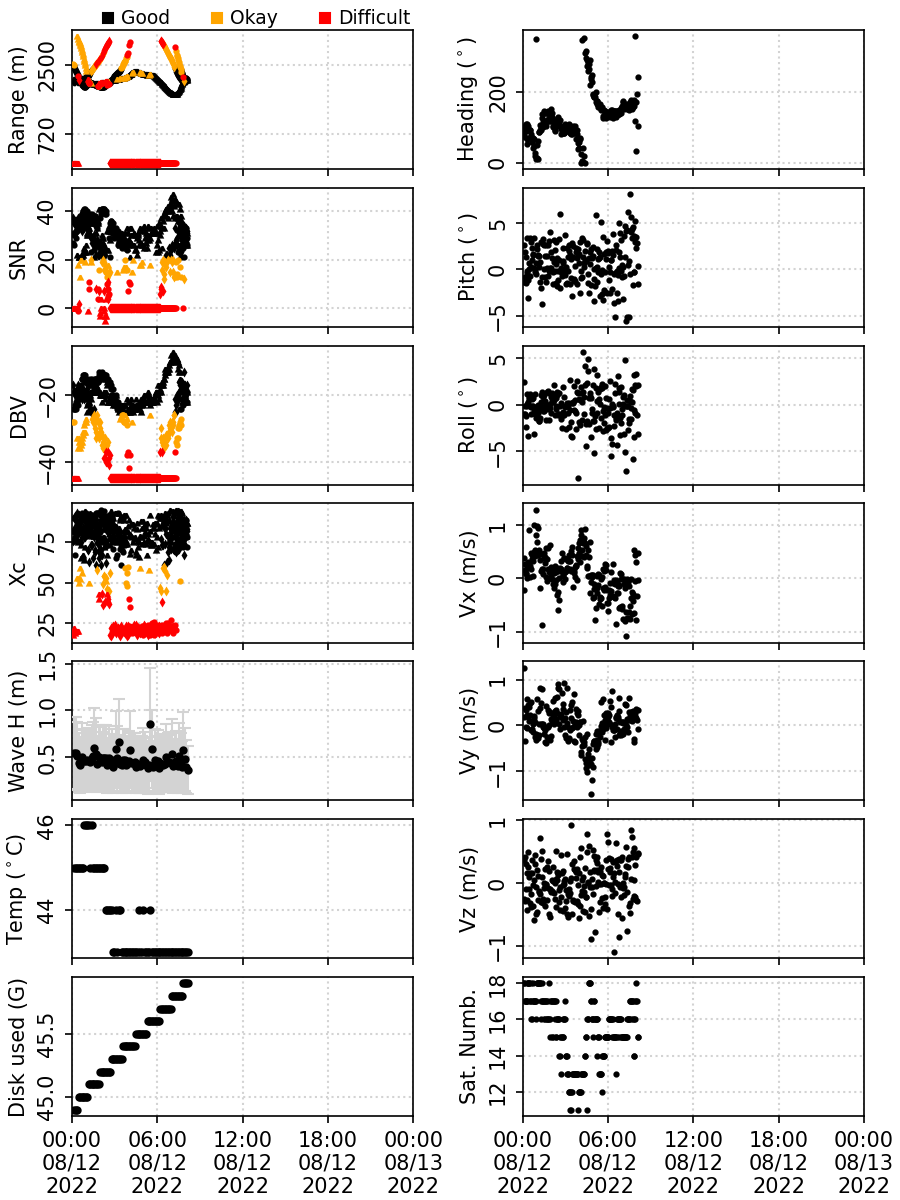 Good Okay Difficult
Range (m)
2500
720
Heading (°)
200
0
SNR
40
20
0
Pitch (°)
5
0
−5
DBV
−20
−40
Roll (°)
5
0
−5
Xc
75
50
25
Vx (m/s)
1
0
−1
Wave H (m)
1.5
1.0
0.5
Vy (m/s)
1
0
−1
Temp (°C)
46
44
Vz (m/s)
1
0
−1
Disk used (G)
45.5
45.0
Sat. Numb.
18
16
14
12
00:00 06:00 12:00 18:00 00:00
08/12 08/12 08/12 08/12 08/13
2022 2022 2022 2022 2022
00:00 06:00 12:00 18:00 00:00
08/12 08/12 08/12 08/12 08/13
2022 2022 2022 2022 2022